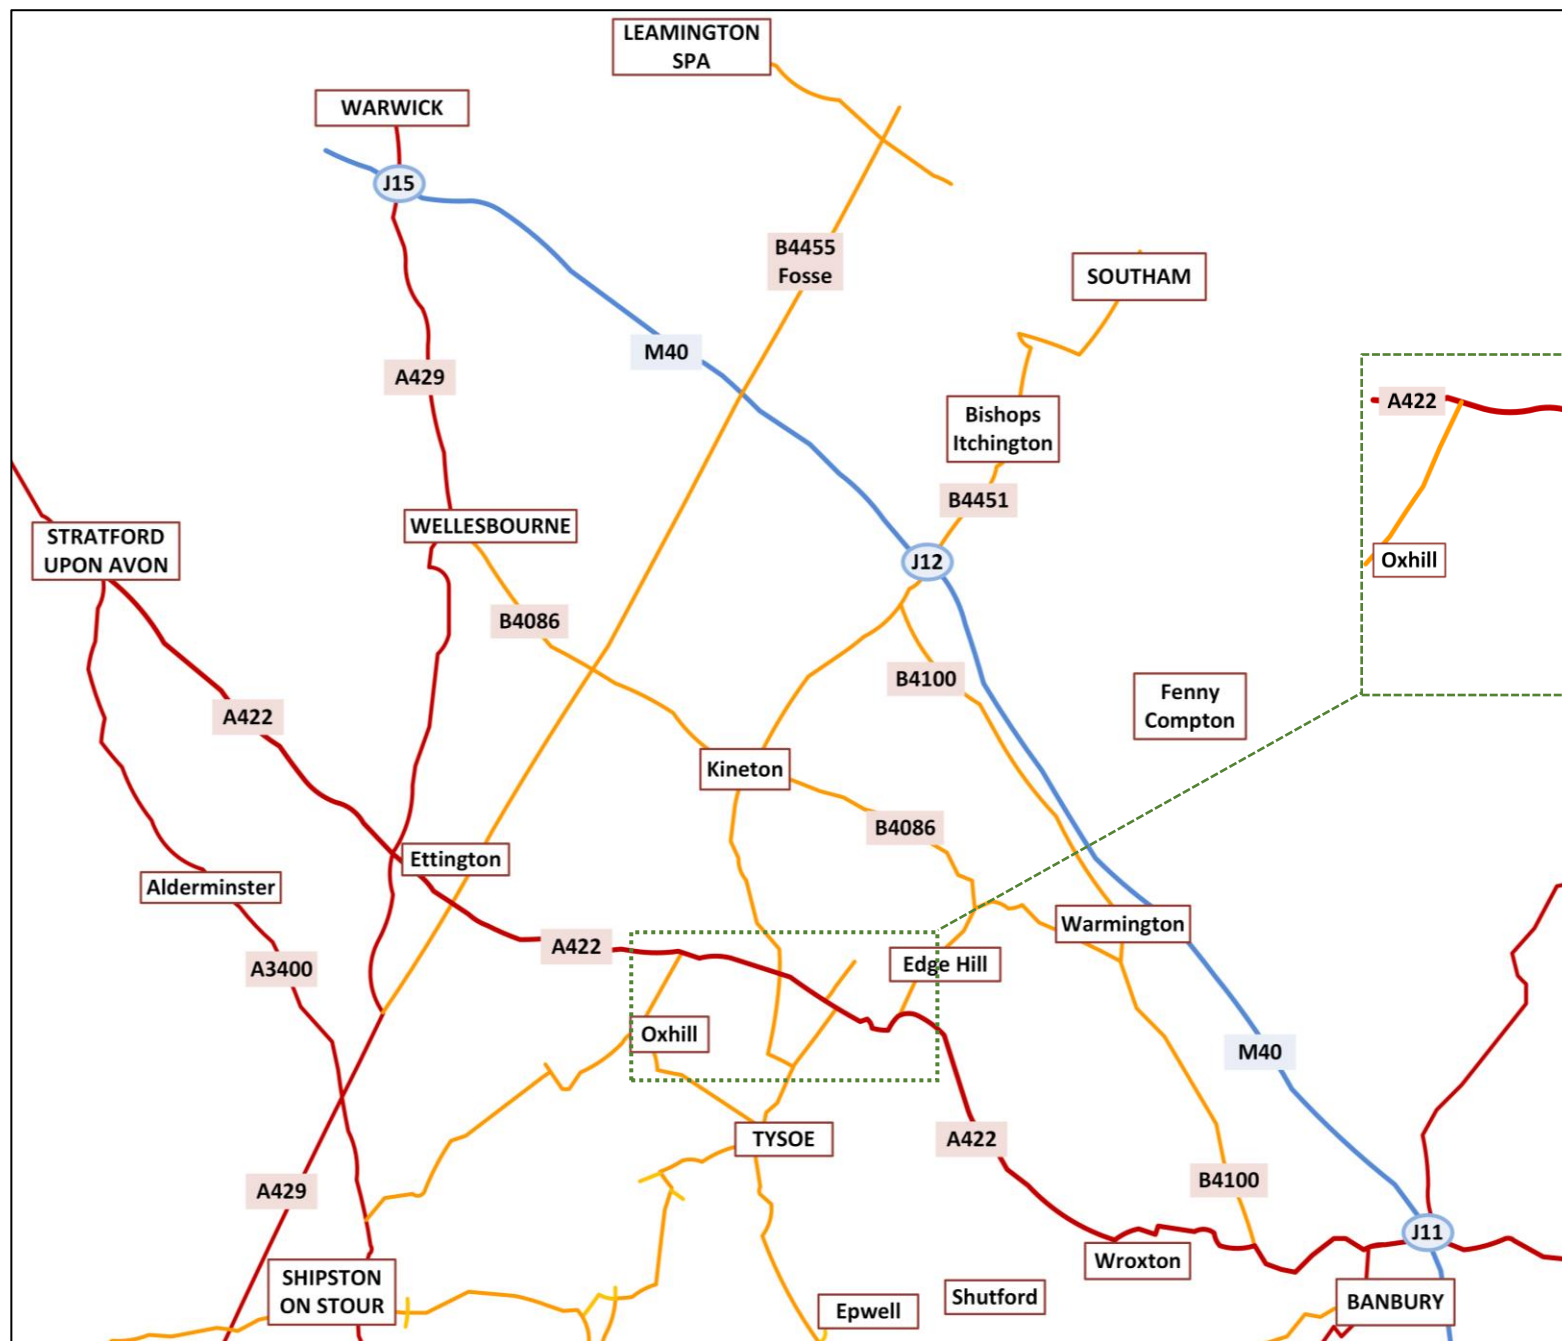 LEAMINGTON
SPA
WARWICK
J15
B4455
Fosse
SOUTHAM
M40
A429
A422
Bishops
Itchington
B4451
WELLESBOURNE
STRATFORD
UPON AVON
J12
Oxhill
B4086
B4100
Fenny
Compton
A422
Kineton
B4086
Ettington
Alderminster
Warmington
A422
A3400
Edge Hill
Oxhill
M40
TYSOE
A422
B4100
A429
J11
Wroxton
SHIPSTON
ON STOUR
Shutford
BANBURY
Epwell